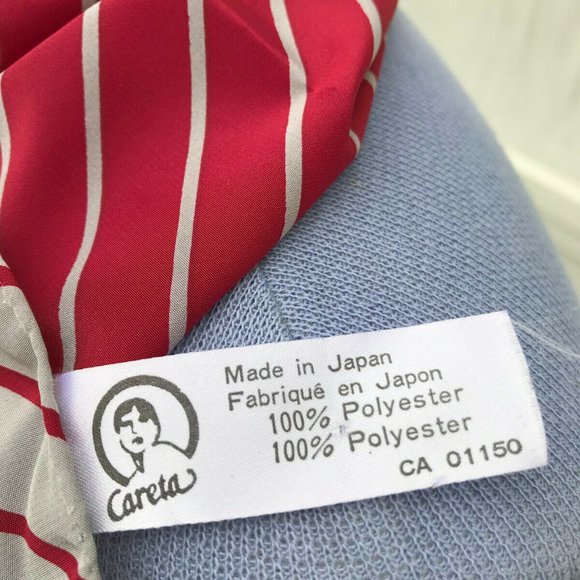 Made in Japan
Fabriqué en Japon
100% Polyester
100% Polyester
CA 01150
Careta